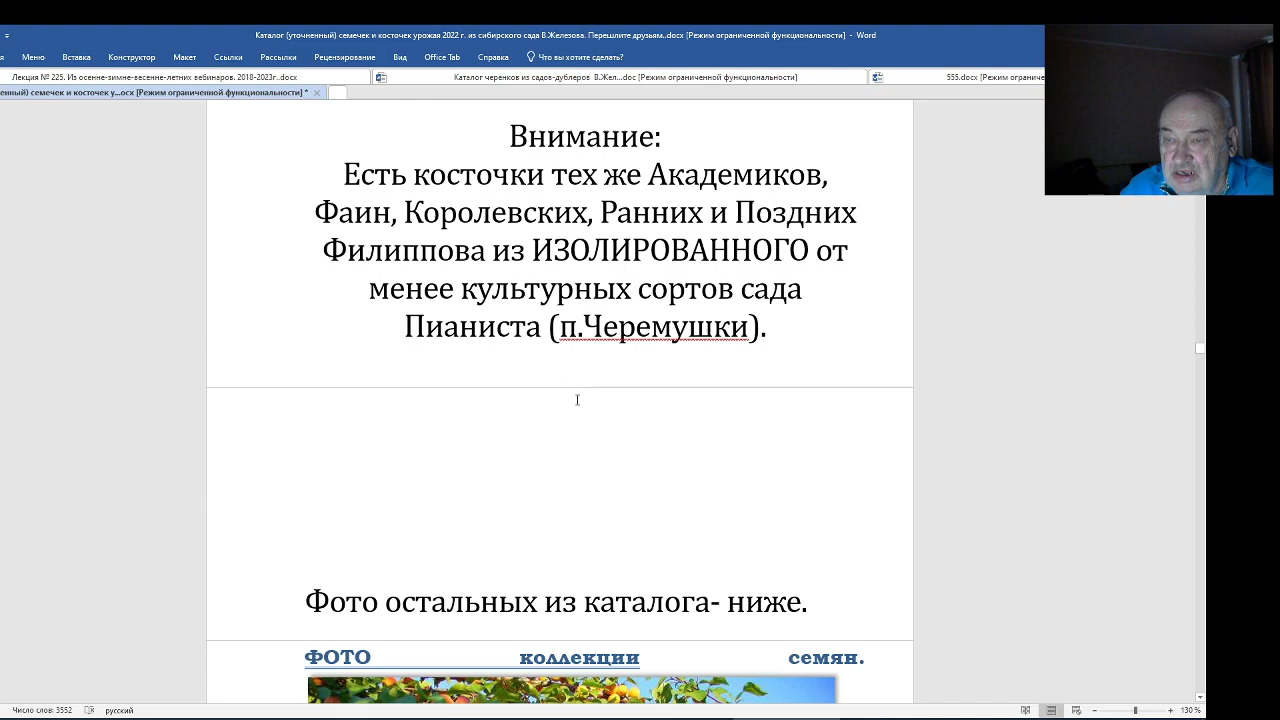 Каталог (уточненный) семечек и косточек урожая 2022 г. из сибирского сада В.Железова. Перешлите друзьям..docx [Режим ограниченной функциональности] - Word
Меню Вставка Конструктор Макет Ссылки Рассылки Рецензирование Вид Office Tab Справка Что вы хотите сделать?
Лекция № 225. Из осенне-зимне-весенне-летних вебинаров. 2018-2023г..docx Каталог черенков из садов-дублеров В.Жел...doc [Режим ограниченной функциональности] 555.docx [Режим ограниче
енный) семечек и косточек у...осх [Режим ограниченной функциональности] *
Внимание:
Есть косточки тех же Академиков,
Фаин, Королевских, Ранних и Поздних
Филиппова из ИЗОЛИРОВАННОГО от
менее культурных сортов сада
Пианиста (п.Черемушки).
Фото остальных из каталога- ниже.
ФОТО коллекции семян.
Число слов: 3552 русский 130 %